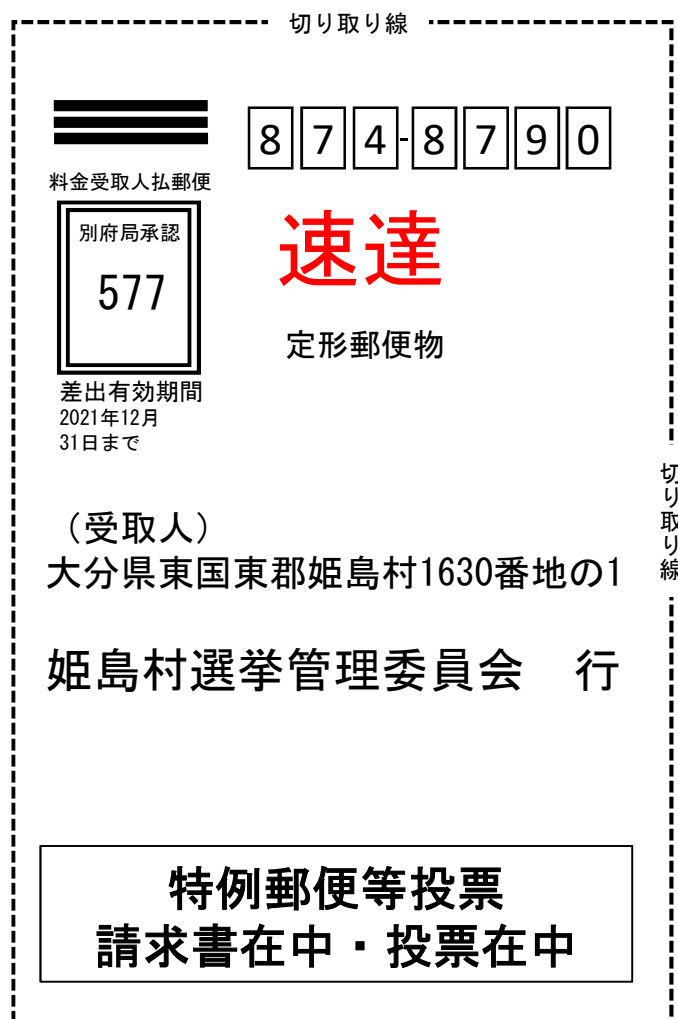 切り取り線
874-8790
料金受取人払郵便
別府局承認
577
速達
定形郵便物
差出有効期間
2021年12月
31日まで
切り取り線
（受取人）
大分県東国東郡姫島村1630番地の1
姫島村選挙管理委員会　行
特例郵便等投票
請求書在中・投票在中